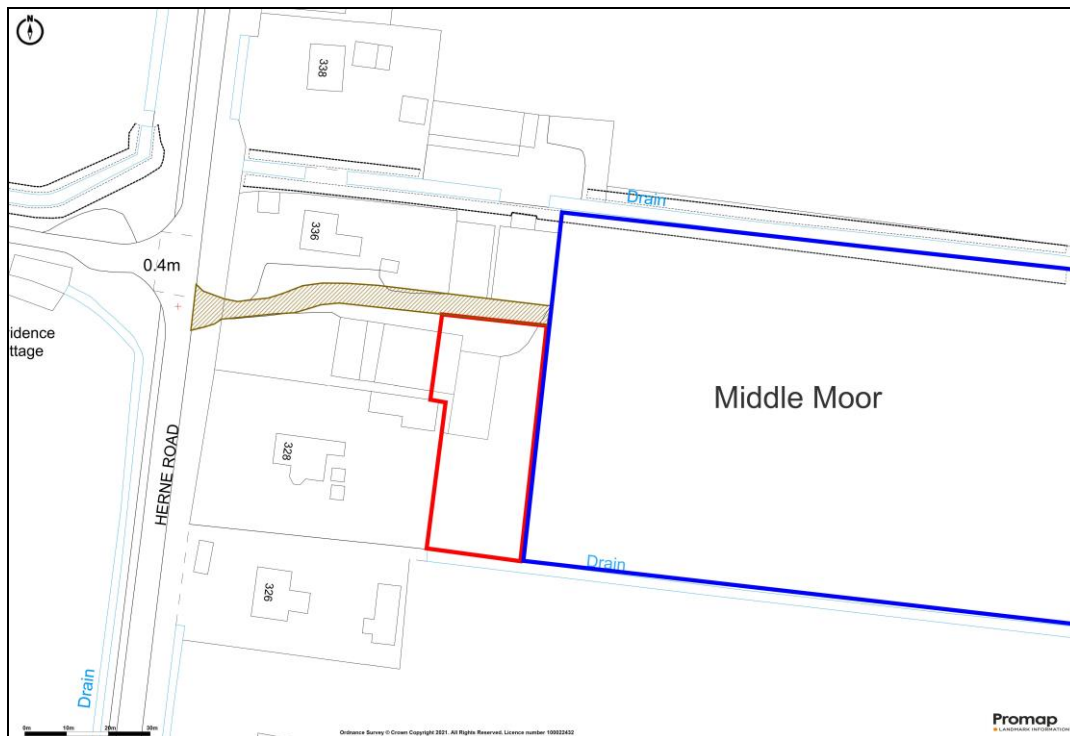 N
338
Drain
336
0.4m
idence
ttage
Middle Moor
328
HERNE ROAD
Drain
326
Drain
0m 10m 20m 30m
Ordnance Survey © Crown Copyright 2021. All Rights Reserved. Licence number 100022432
Promap
LANDMARK INFORMATION